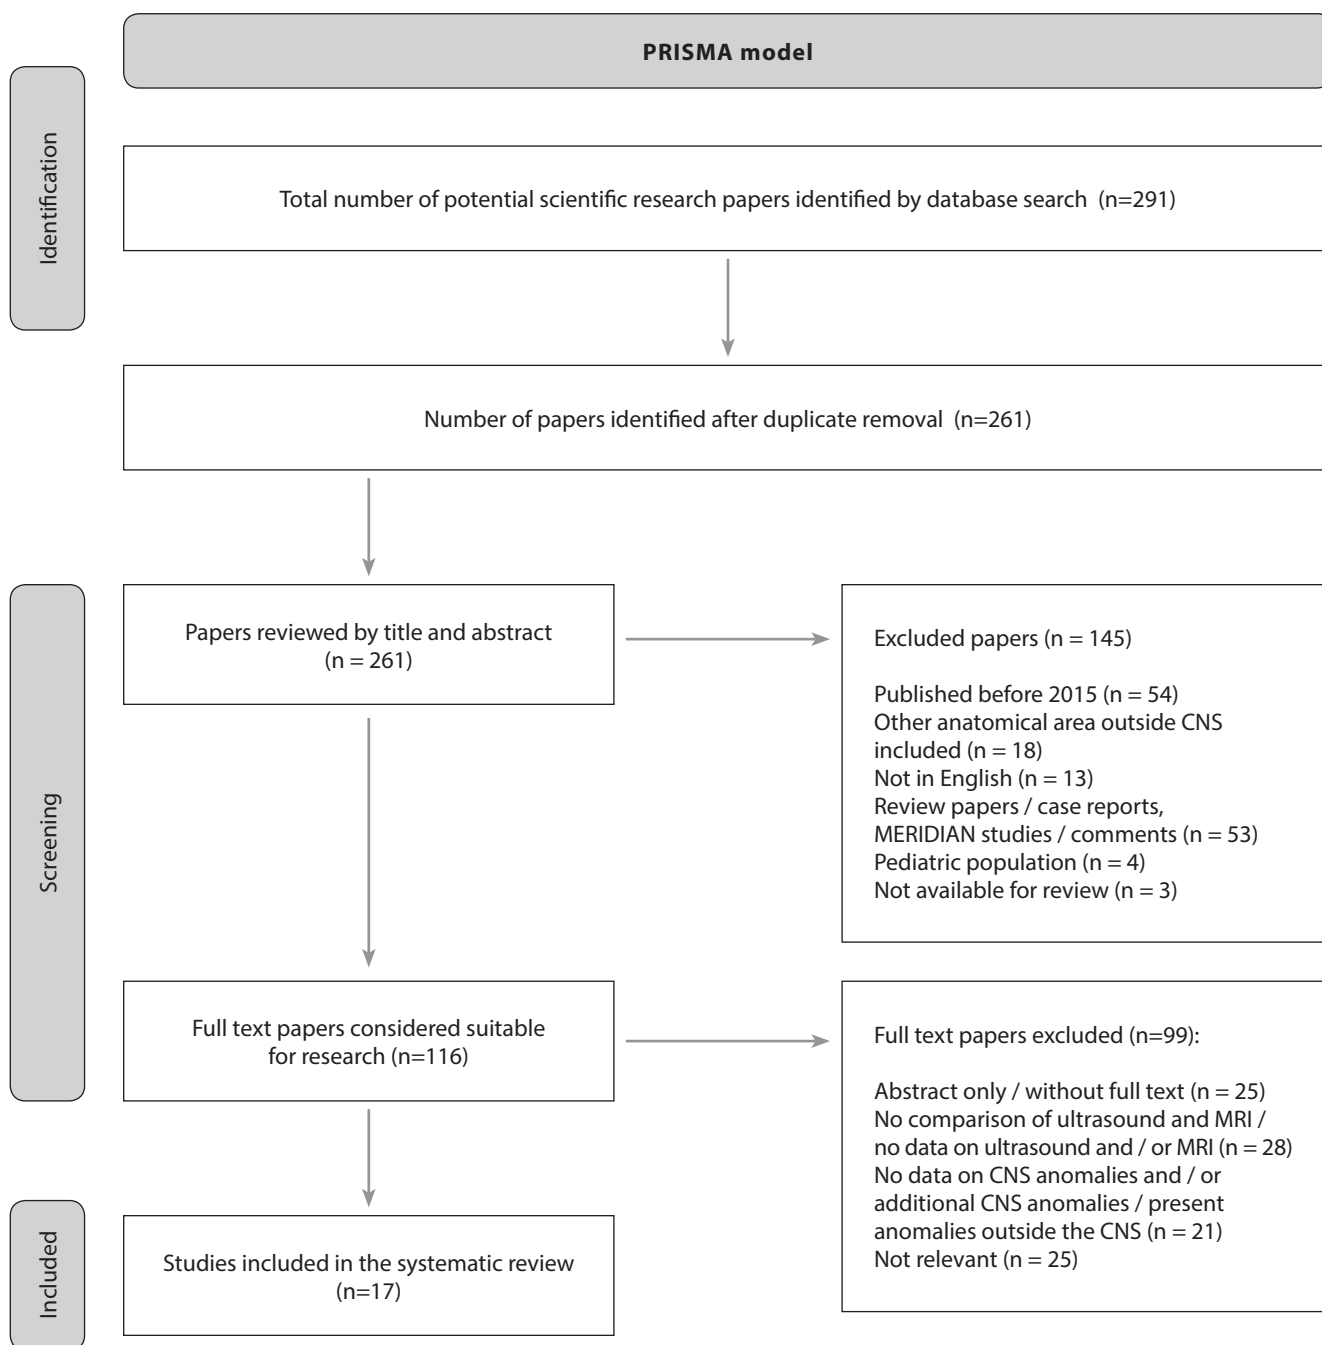 PRISMA model
Identification
Total number of potential scientific research papers identified by database search (n=291)
Number of papers identified after duplicate removal (n=261)
Screening
Papers reviewed by title and abstract
(n = 261)
Excluded papers (n = 145)
Published before 2015 (n = 54)
Other anatomical area outside CNS
included (n = 18)
Not in English (n = 13)
Review papers / case reports,
MERIDIAN studies / comments (n = 53)
Pediatric population (n = 4)
Not available for review (n = 3)
Full text papers considered suitable
for research (n=116)
Full text papers excluded (n=99):
Abstract only / without full text (n = 25)
No comparison of ultrasound and MRI /
no data on ultrasound and / or MRI (n = 28)
No data on CNS anomalies and / or
additional CNS anomalies / present
anomalies outside the CNS (n = 21)
Not relevant (n = 25)
Included
Studies included in the systematic review
(n=17)